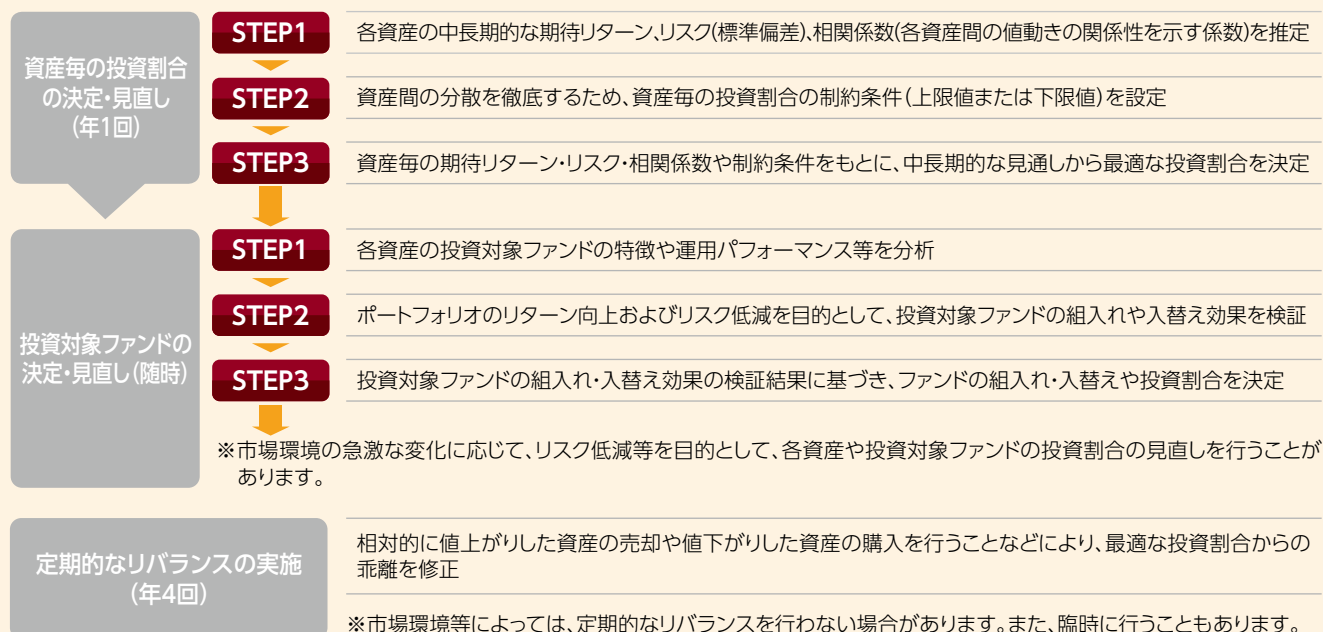 資産毎の投資割合
の決定・見直し
(年1回)
STEP1
各資産の中長期的な期待リターン、リスク(標準偏差)、相関係数(各資産間の値動きの関係性を示す係数)を推定
STEP2
資産間の分散を徹底するため、資産毎の投資割合の制約条件(上限値または下限値)を設定
STEP3
資産毎の期待リターン・リスク・相関係数や制約条件をもとに、中長期的な見通しから最適な投資割合を決定
投資対象ファンドの
決定・見直し(随時)
STEP1
各資産の投資対象ファンドの特徴や運用パフォーマンス等を分析
STEP2
ポートフォリオのリターン向上およびリスク低減を目的として、投資対象ファンドの組入れや入替え効果を検証
STEP3
投資対象ファンドの組入れ・入替え効果の検証結果に基づき、ファンドの組入れ・入替えや投資割合を決定
※市場環境の急激な変化に応じて、リスク低減等を目的として、各資産や投資対象ファンドの投資割合の見直しを行うことが
あります。
定期的なリバランスの実施
(年4回)
相対的に値上がりした資産の売却や値下がりした資産の購入を行うことなどにより、最適な投資割合からの
乖離を修正
※市場環境等によっては、定期的なリバランスを行わない場合があります。また、臨時に行うこともあります。